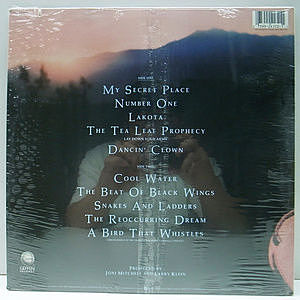 SIDE ONE
MY SECRET PLACE
NUMBER ONE
LAKOTA
THE TEA LEAF PROPHECY
LAY DOWN YOUR ARMS
DANCIN' CLOWN
SIDE TWO
COOL WATER
THE BEAT OF BLACK WINGS
SNAKES AND LADDERS
THE REOCCURRING DREAM
A BIRD THAT WHISTLES
PRODUCED BY
JONI MITCHELL AND LARRY KLEIN
GEFFEN